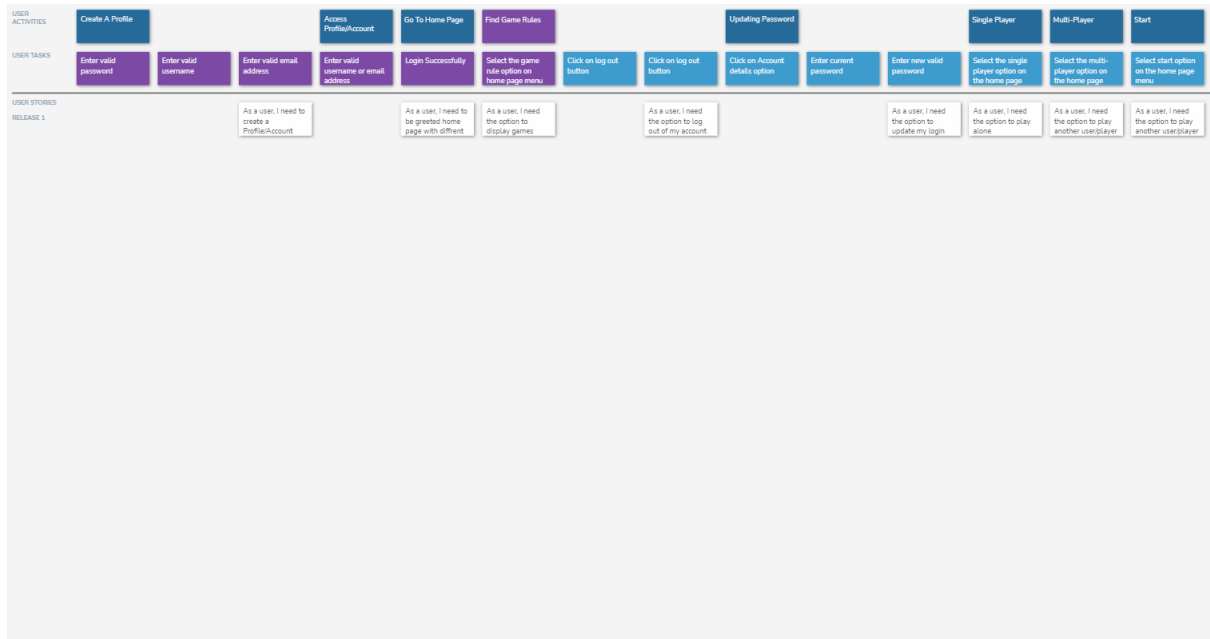 USER
ACTIVITIES
Create A Profile
Access
Profile/Account
Go To Home Page
Find Game Rules
Updating Password
Single Player
Multi-Player
Start
USER TASKS
Enter valid
password
Enter valid
username
Enter valid email
address
Enter valid
username or email
address
Login Successfully
Select the game
rule option on
home page menu
Click on log out
button
Click on log out
button
Click on Account
details option
Enter current
password
Enter new valid
password
Select the single
player option on
the home page
Select the multi-
player option on
the home page
Select start option
on the home page
menu
USER STORIES
RELEASE 1
As a user, I need to
create a
Profile/Account
As a user, I need to
be greeted home
page with diffrent
As a user, I need
the option to
display games
As a user, I need
the option to log
out of my account
As a user, I need
the option to
update my login
As a user, I need
the option to play
alone
As a user, I need
the option to play
another user/player
As a user, I need
the option to play
another user/player